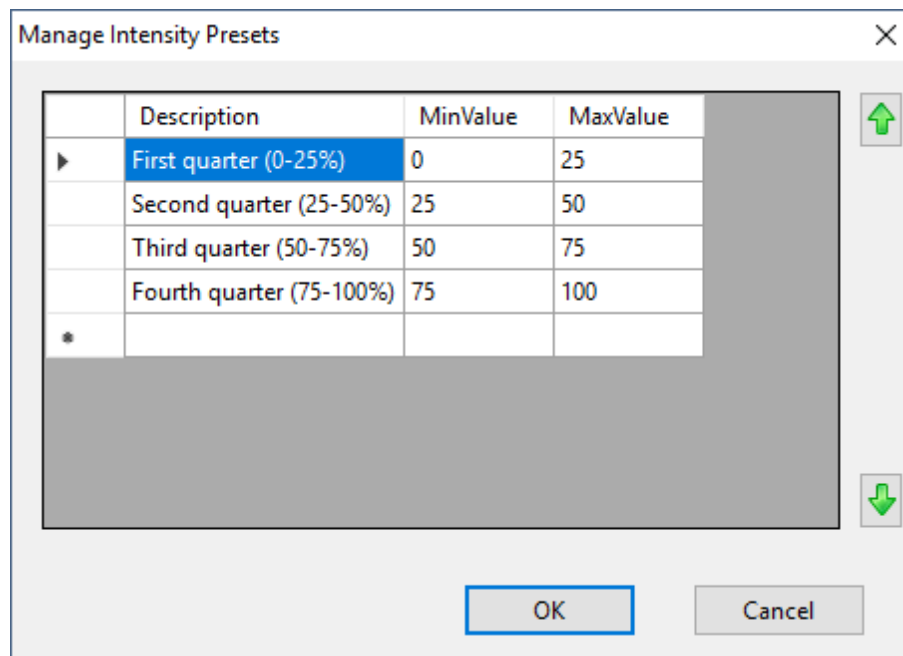 Manage Intensity Presets
Description MinValue MaxValue
First quarter (0-25%) 0 25
Second quarter (25-50%) 25 50
Third quarter (50-75%) 50 75
Fourth quarter (75-100%) 75 100
OK Cancel